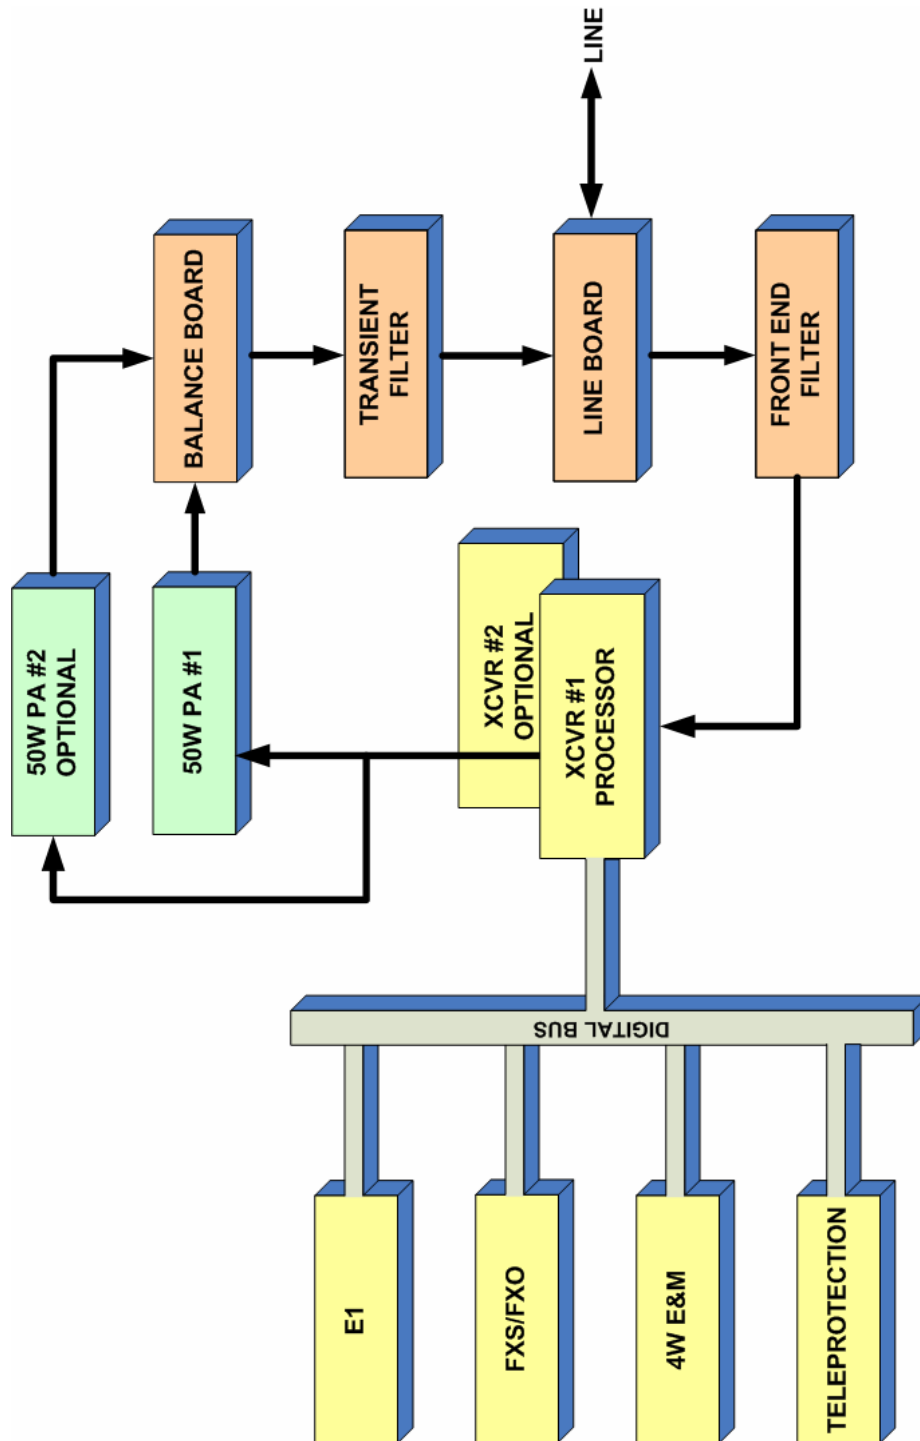 LINE
BALANCE BOARD
TRANSIENT
FILTER
LINE BOARD
FRONT END
FILTER
50W PA #2
OPTIONAL
50W PA #1
XCVR #2
OPTIONAL
XCVR #1
PROCESSOR
DIGITAL BUS
E1
FXS/FXO
4W E&M
TELEPROTECTION